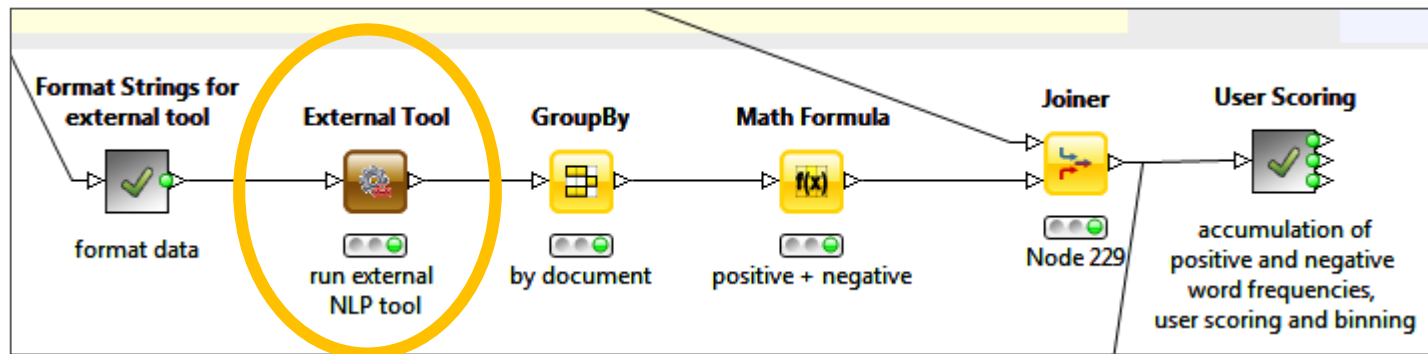 Format Strings for
external tool
format data
External Tool
run external
NLP tool
GroupBy
by document
Math Formula
f(x)
positive + negative
Joiner
Node 229
User Scoring
accumulation of
positive and negative
word frequencies,
user scoring and binning